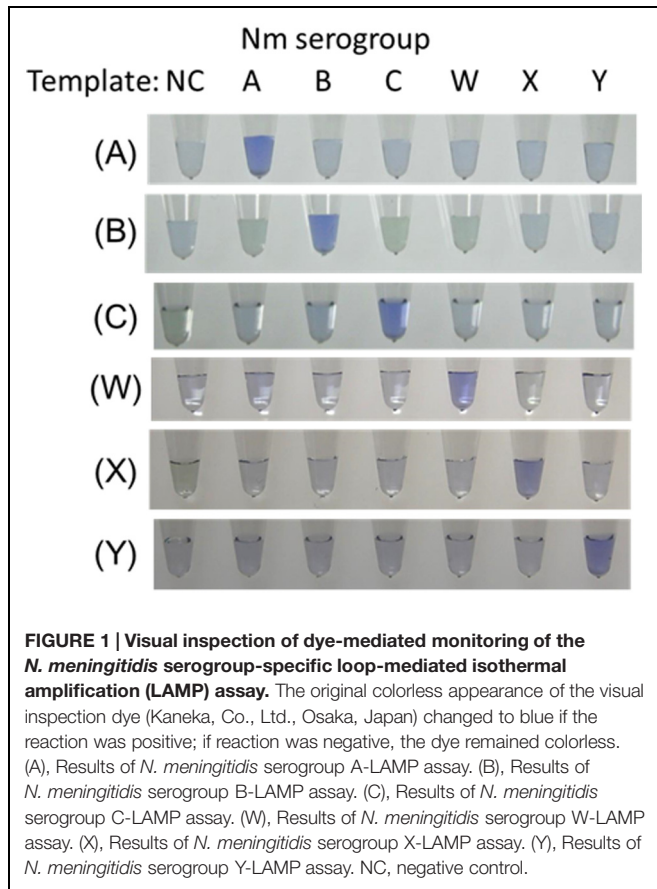 Nm serogroup
Template: NC A B C W X Y
(A)
(B)
(C)
(W)
(X)
(Y)
FIGURE 1 | Visual inspection of dye-mediated monitoring of the
N. meningitidis serogroup-specific loop-mediated isothermal
amplification (LAMP) assay. The original colorless appearance of the visual
inspection dye (Kaneka, Co., Ltd., Osaka, Japan) changed to blue if the
reaction was positive; if reaction was negative, the dye remained colorless.
(A), Results of N. meningitidis serogroup A-LAMP assay. (B), Results of
N. meningitidis serogroup B-LAMP assay. (C), Results of N. meningitidis
serogroup C-LAMP assay. (W), Results of N. meningitidis serogroup W-LAMP
assay. (X), Results of N. meningitidis serogroup X-LAMP assay. (Y), Results of
N. meningitidis serogroup Y-LAMP assay. NC, negative control.